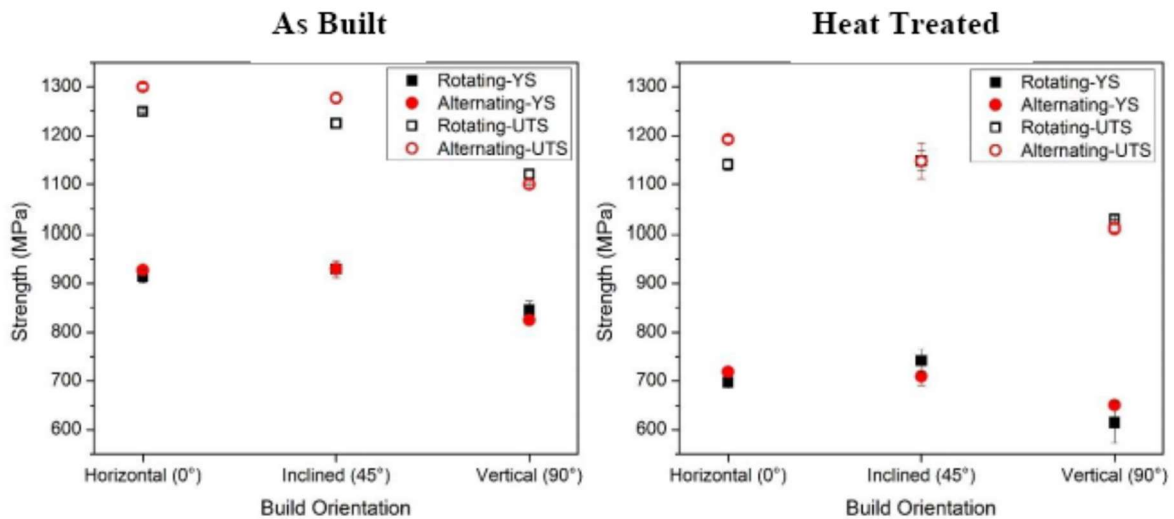 As Built
Heat Treated
Strength (MPa)
1300
1200
1100
1000
900
800
700
600
Rotating-YS
Alternating-YS
Rotating-UTS
Alternating-UTS
Horizontal (0°)
Inclined (45°)
Vertical (90°)
Build Orientation
Strength (MPa)
1300
1200
1100
1000
900
800
700
600
Rotating-YS
Alternating-YS
Rotating-UTS
Alternating-UTS
Horizontal (0°)
Inclined (45°)
Vertical (90°)
Build Orientation